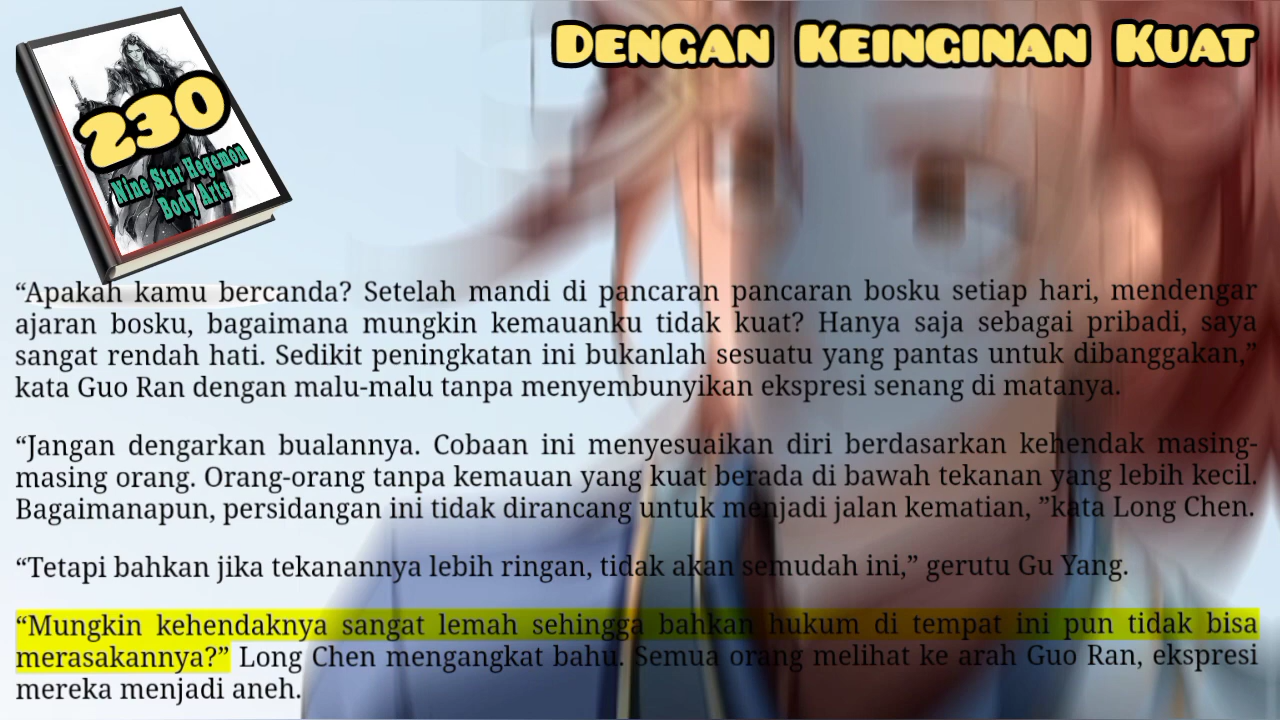 DENGAN KEINGINAN KUAT
230
Nine Star Hegemon
Body Arts
“Apakah kamu bercanda? Setelah mandi di pancaran pancaran bosku setiap hari, mendengar
ajaran bosku, bagaimana mungkin kemauanku tidak kuat? Hanya saja sebagai pribadi, saya
sangat rendah hati. Sedikit peningkatan ini bukanlah sesuatu yang pantas untuk dibanggakan,”
kata Guo Ran dengan malu-malu tanpa menyembunyikan ekspresi senang di matanya.
“Jangan dengarkan bualannya. Cobaan ini menyesuaikan diri berdasarkan kehendak masing-
masing orang. Orang-orang tanpa kemauan yang kuat berada di bawah tekanan yang lebih kecil.
Bagaimanapun, persidangan ini tidak dirancang untuk menjadi jalan kematian, ”kata Long Chen.
“Tetapi bahkan jika tekanannya lebih ringan, tidak akan semudah ini,” gerutu Gu Yang.
“Mungkin kehendaknya sangat lemah sehingga bahkan hukum di tempat ini pun tidak bisa
merasakannya?” Long Chen mengangkat bahu. Semua orang melihat ke arah Guo Ran, ekspresi
mereka menjadi aneh.